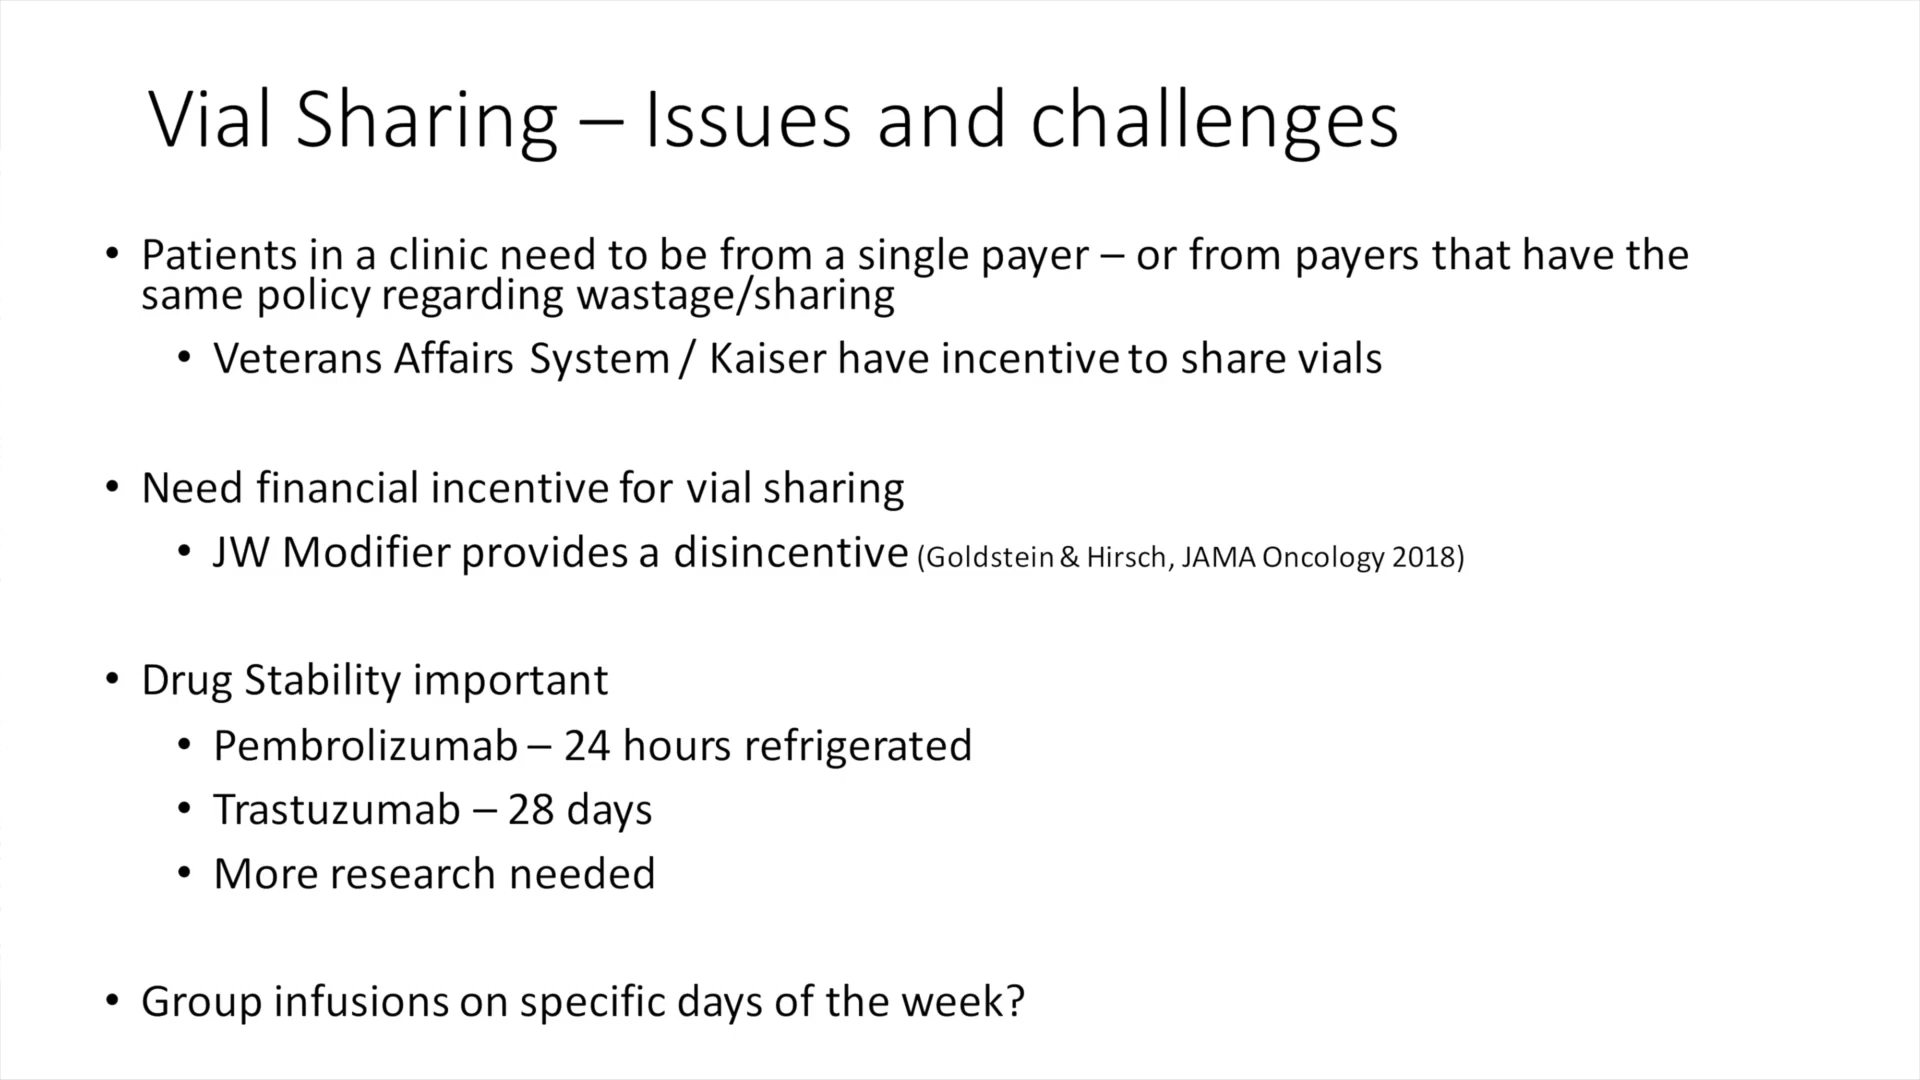 Vial Sharing – Issues and challenges
• Patients in a clinic need to be from a single payer – or from payers that have the
same policy regarding wastage/sharing
• Veterans Affairs System / Kaiser have incentive to share vials
• Need financial incentive for vial sharing
• JW Modifier provides a disincentive (Goldstein & Hirsch, JAMA Oncology 2018)
• Drug Stability important
• Pembrolizumab – 24 hours refrigerated
• Trastuzumab – 28 days
• More research needed
• Group infusions on specific days of the week?